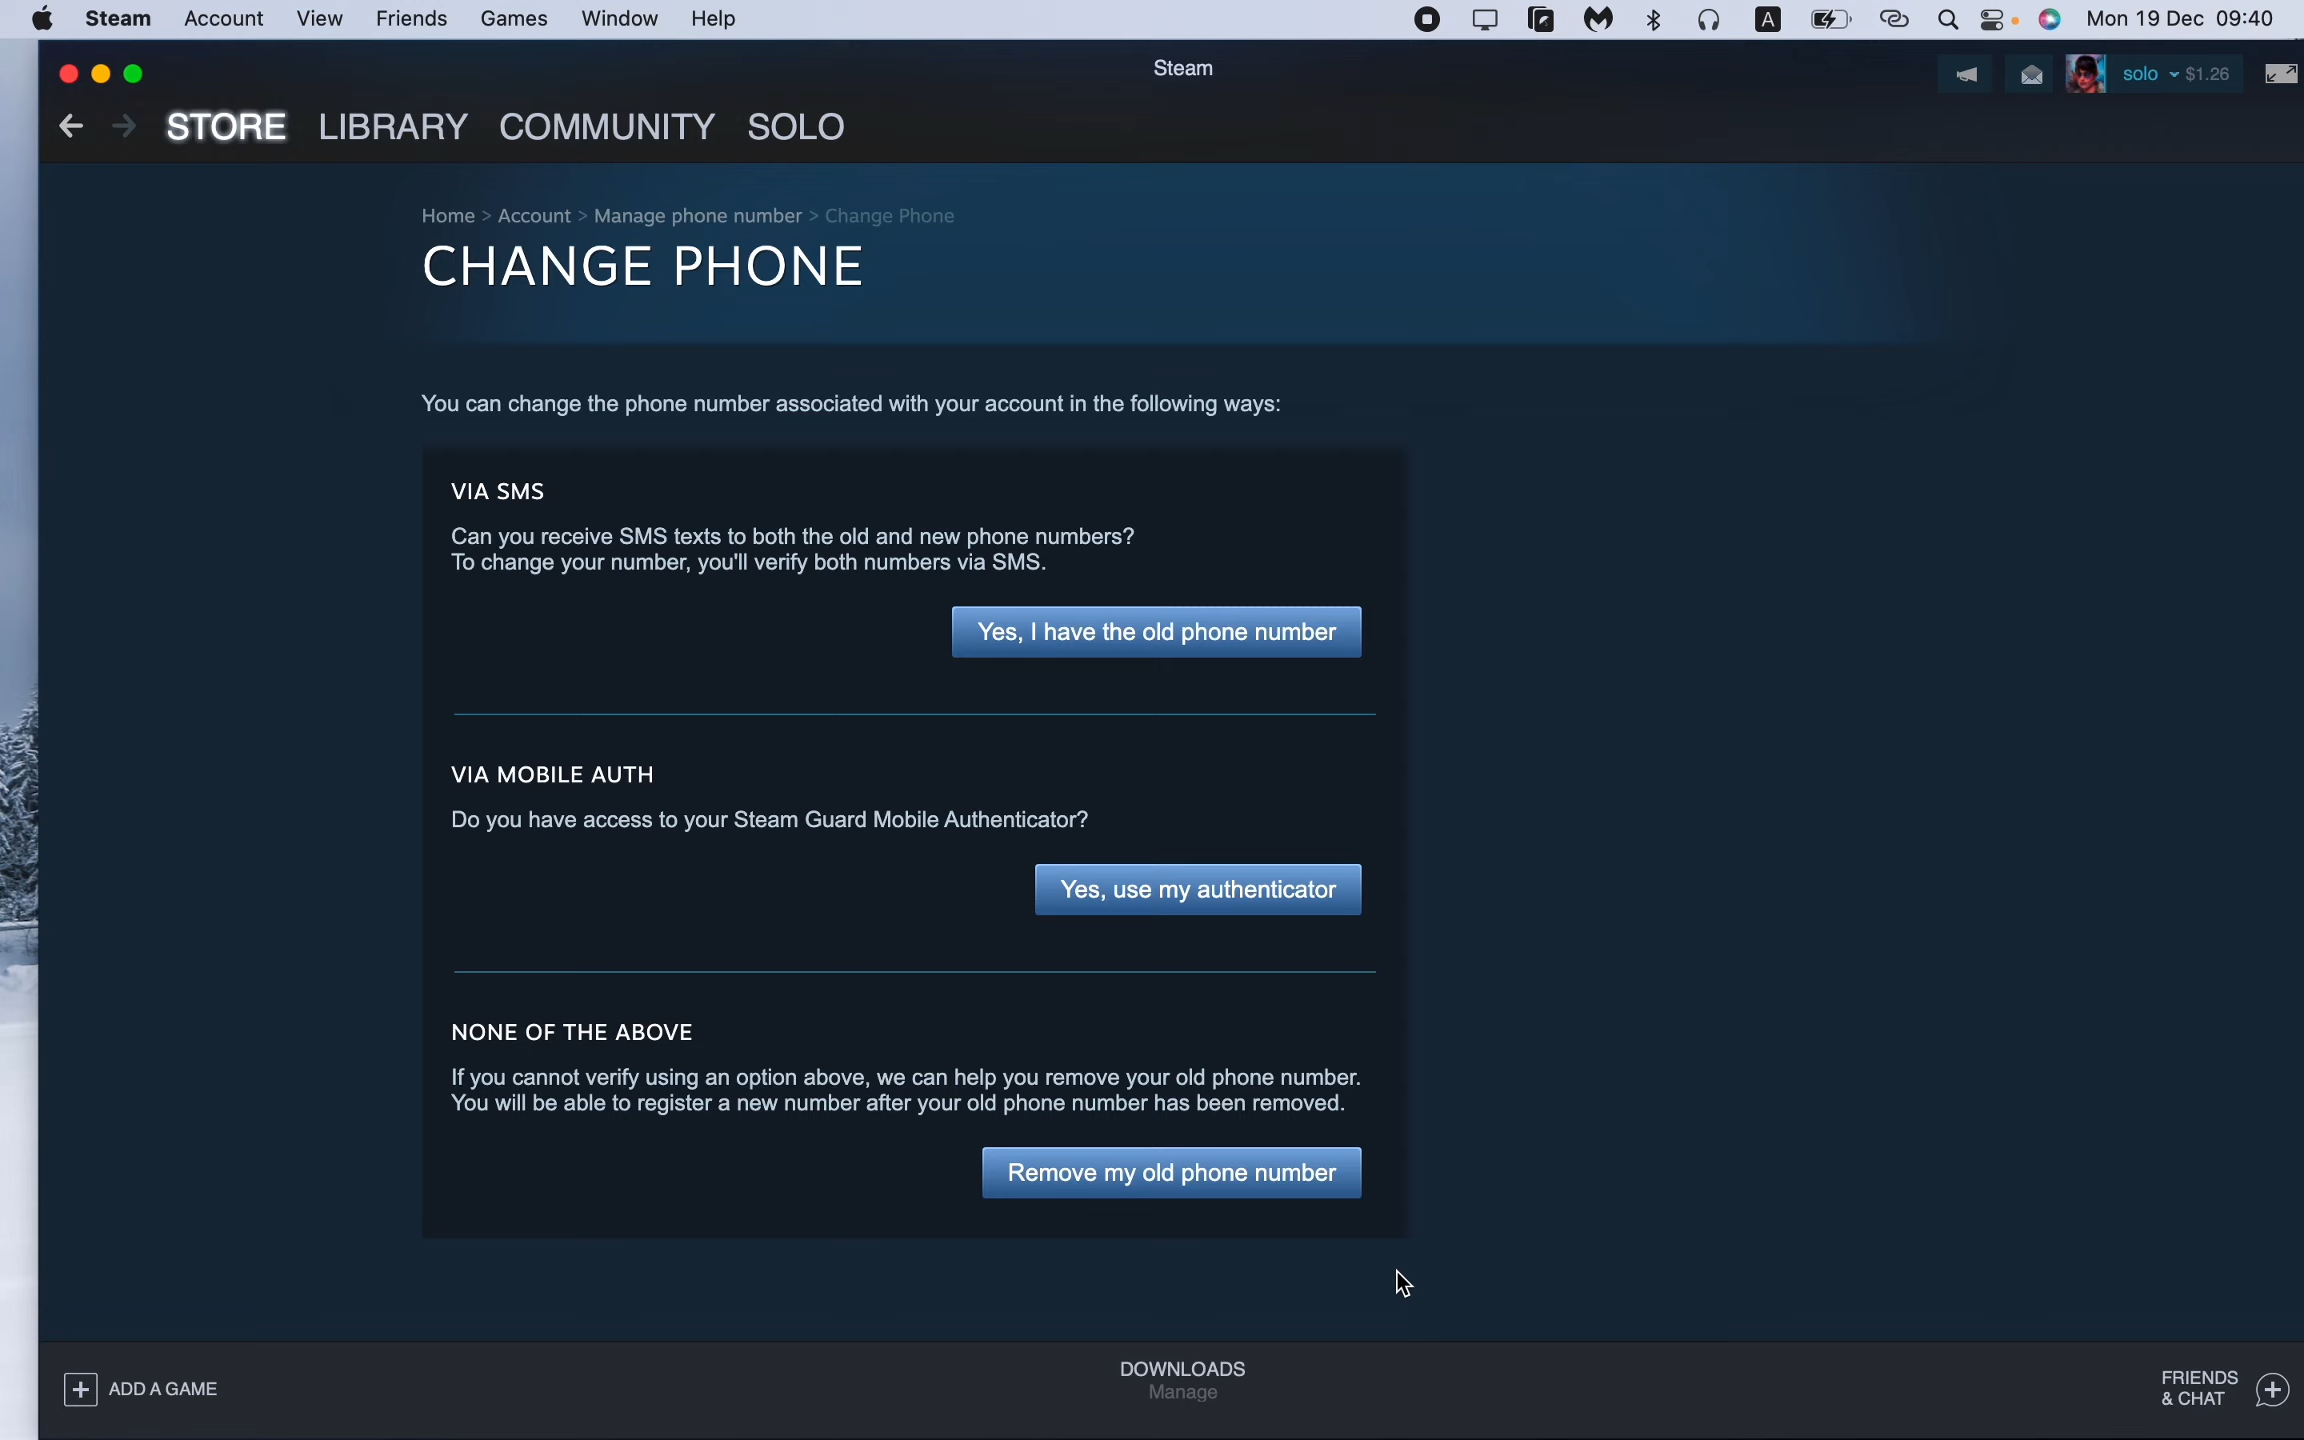 Steam Account View Friends Games Window Help A Mon 19 Dec 09:40
Steam
solo $1.26
STORE LIBRARY COMMUNITY SOLO
Home > Account > Manage phone number > Change Phone
CHANGE PHONE
You can change the phone number associated with your account in the following ways:
VIA SMS
Can you receive SMS texts to both the old and new phone numbers?
To change your number, you'll verify both numbers via SMS.
Yes, I have the old phone number
VIA MOBILE AUTH
Do you have access to your Steam Guard Mobile Authenticator?
Yes, use my authenticator
NONE OF THE ABOVE
If you cannot verify using an option above, we can help you remove your old phone number.
You will be able to register a new number after your old phone number has been removed.
Remove my old phone number
ADD A GAME
DOWNLOADS
Manage
FRIENDS
& CHAT